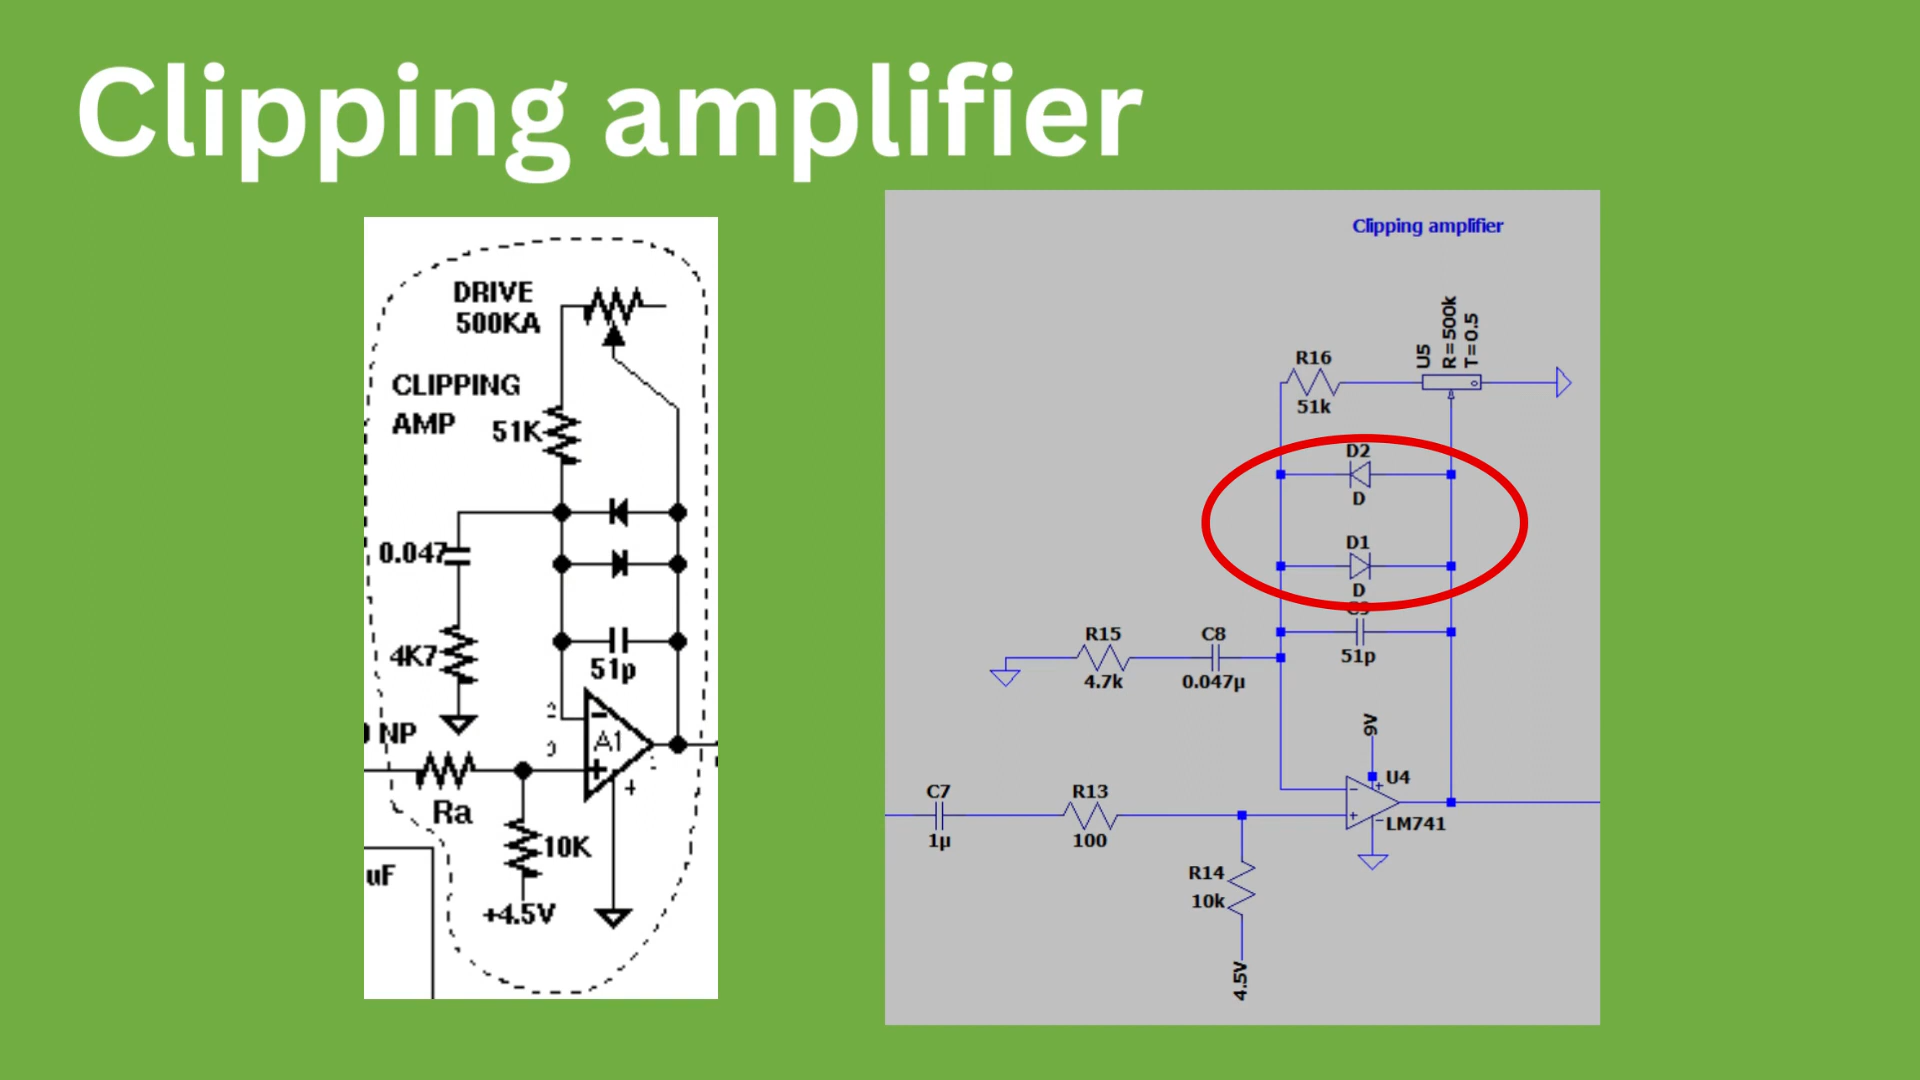 Clipping amplifier
DRIVE
500KA
CLIPPING
AMP
51K
0.047
4K7
51p
2
A1
4
NP
Ra
10K
uF
+4.5V
Clipping amplifier
U5
R=500k
T=0.5
R16
51k
D2
D
D1
D
51p
R15
4.7k
C8
0.047µ
9V
U4
LM741
C7
1µ
R13
100
R14
10k
4.5V